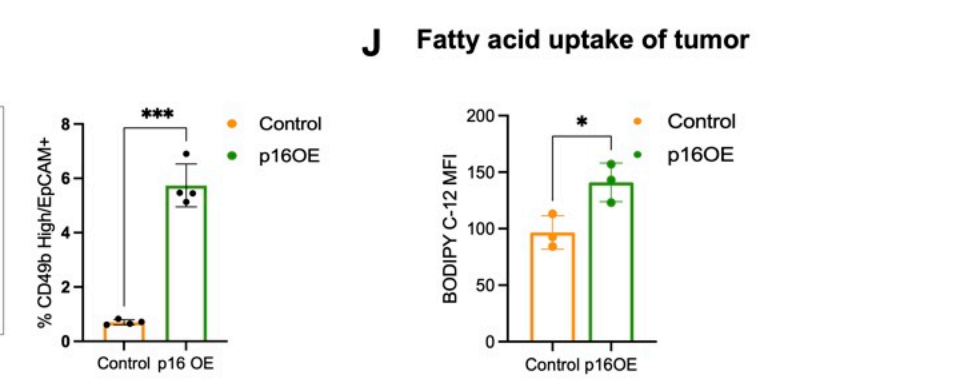 J Fatty acid uptake of tumor
% CD49b High/EpCAM+
8
6
4
2
0
***
Control
p16OE
Control p16 OE
BODIPY C-12 MFI
200
150
100
50
0
*
Control
p16OE
Control p16OE